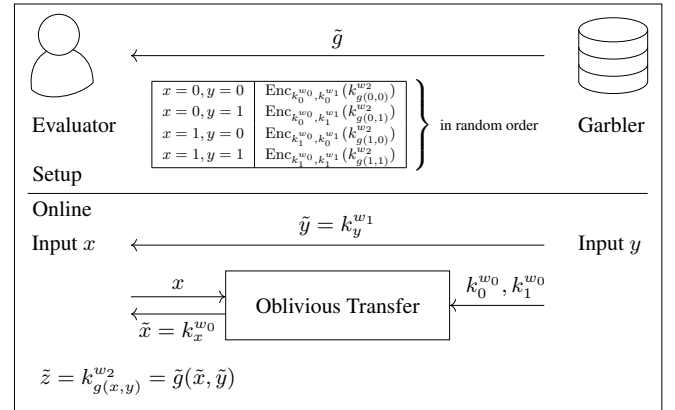 g̃
x = 0, y = 0 Enc_{k_0^{w_0}, k_0^{w_1}}(k_{g(0,0)}^{w_2})
x = 0, y = 1 Enc_{k_0^{w_0}, k_1^{w_1}}(k_{g(0,1)}^{w_2})
x = 1, y = 0 Enc_{k_1^{w_0}, k_0^{w_1}}(k_{g(1,0)}^{w_2})
x = 1, y = 1 Enc_{k_1^{w_0}, k_1^{w_1}}(k_{g(1,1)}^{w_2})
in random order
Evaluator
Garbler
Setup
Online
Input x
ỹ = k_y^{w_1}
Input y
x
Oblivious Transfer
k_0^{w_0}, k_1^{w_0}
x̃ = k_x^{w_0}
z̃ = k_{g(x,y)}^{w_2} = g̃(x̃, ỹ)